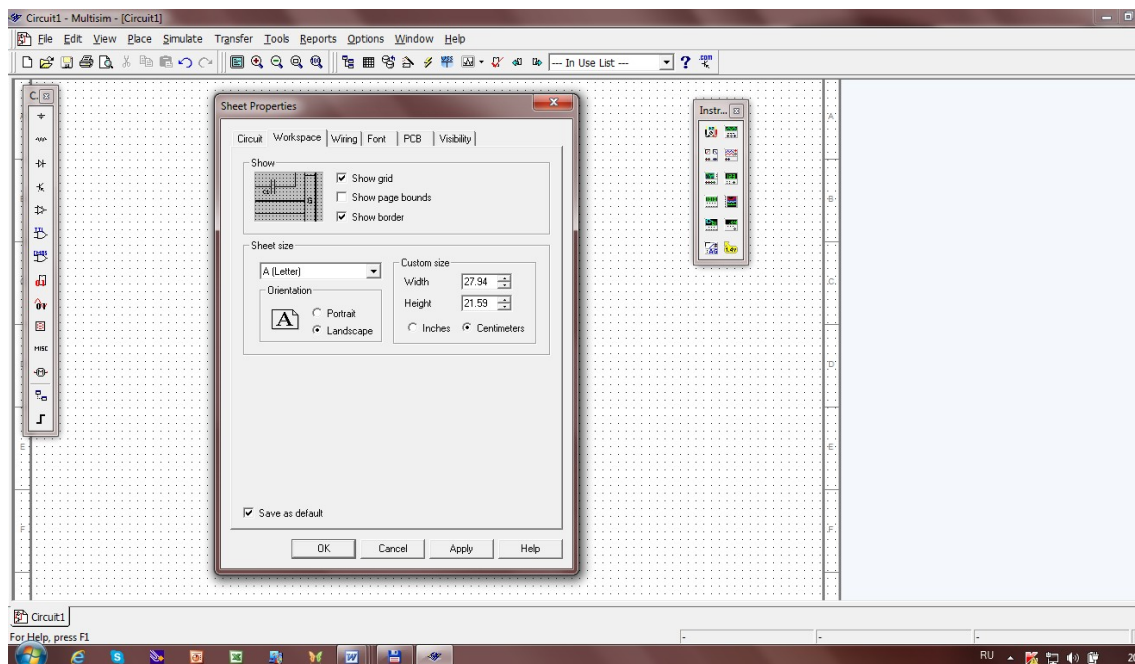 Circuit1 - Multisim - [Circuit1]
File Edit View Place Simulate Transfer Tools Reports Options Window Help
--- In Use List --- ?
C.. Sheet Properties Instr...
Circuit Workspace Wiring Font PCB Visibility
Show
Show grid
Show page bounds
Show border
Sheet size
A (Letter)
Custom size
Width 27.94
Height 21.59
Inches Centimeters
Orientation
A
Portrait
Landscape
MISC
Save as default
OK Cancel Apply Help
A
C
D
E E
F F
Circuit1
For Help, press F1
RU